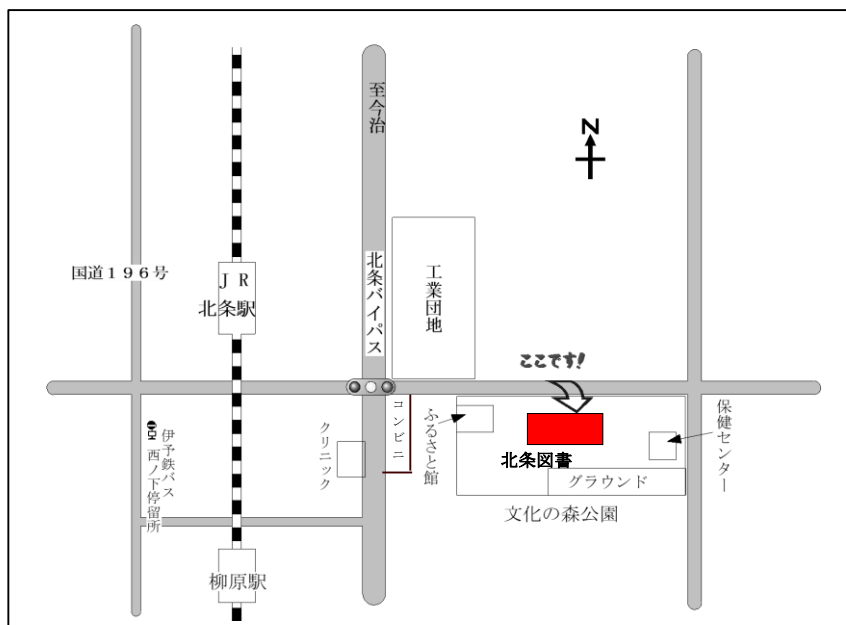 至今治
N
国道１９６号
ＪＲ
北条駅
北条バイパス
工業団地
ここです!
コンビニ
ふるさと館
保健センター
クリニック
北条図書
グラウンド
文化の森公園
伊予鉄バス
西ノ下停留所
柳原駅